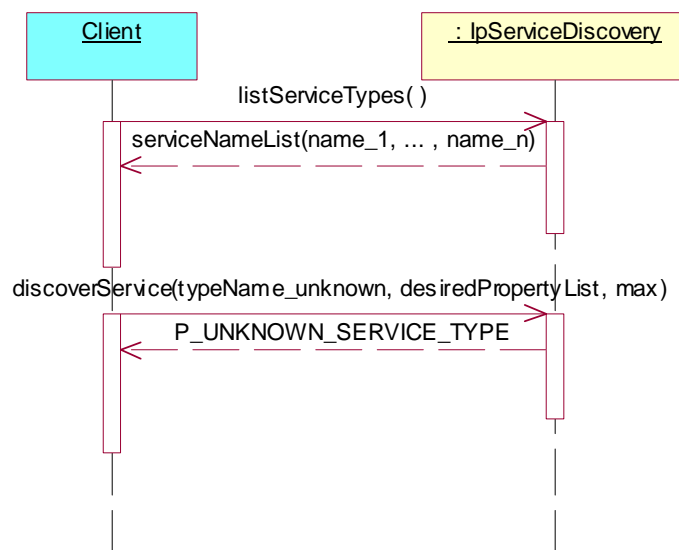 Client
: IpServiceDiscovery
listServiceTypes( )
serviceNameList(name_1, ... , name_n)
discoverService(typeName_unknown, desiredPropertyList, max)
P_UNKNOWN_SERVICE_TYPE